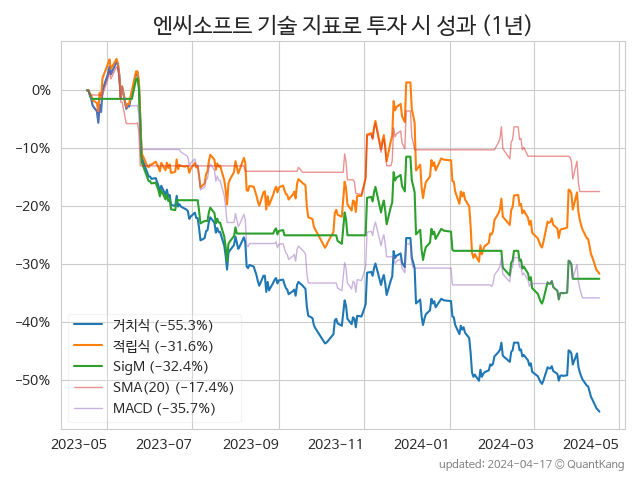 엔씨소프트 기술 지표로 투자 시 성과 (1년)
0%
−10%
−20%
−30%
−40%
−50%
거치식 (−55.3%)
적립식 (−31.6%)
SigM (−32.4%)
SMA(20) (−17.4%)
MACD (−35.7%)
2023−05 2023−07 2023−09 2023−11 2024−01 2024−03 2024−05
updated: 2024−04−17 © QuantKang